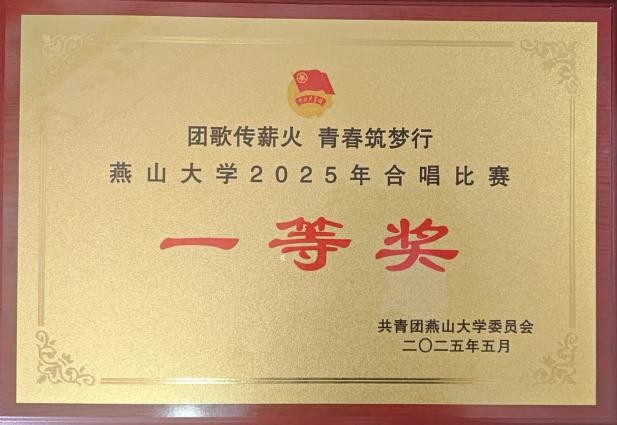 团歌传薪火 青春筑梦行
燕山大学2025年合唱比赛
一等奖
共青团燕山大学委员会
二〇二五年五月